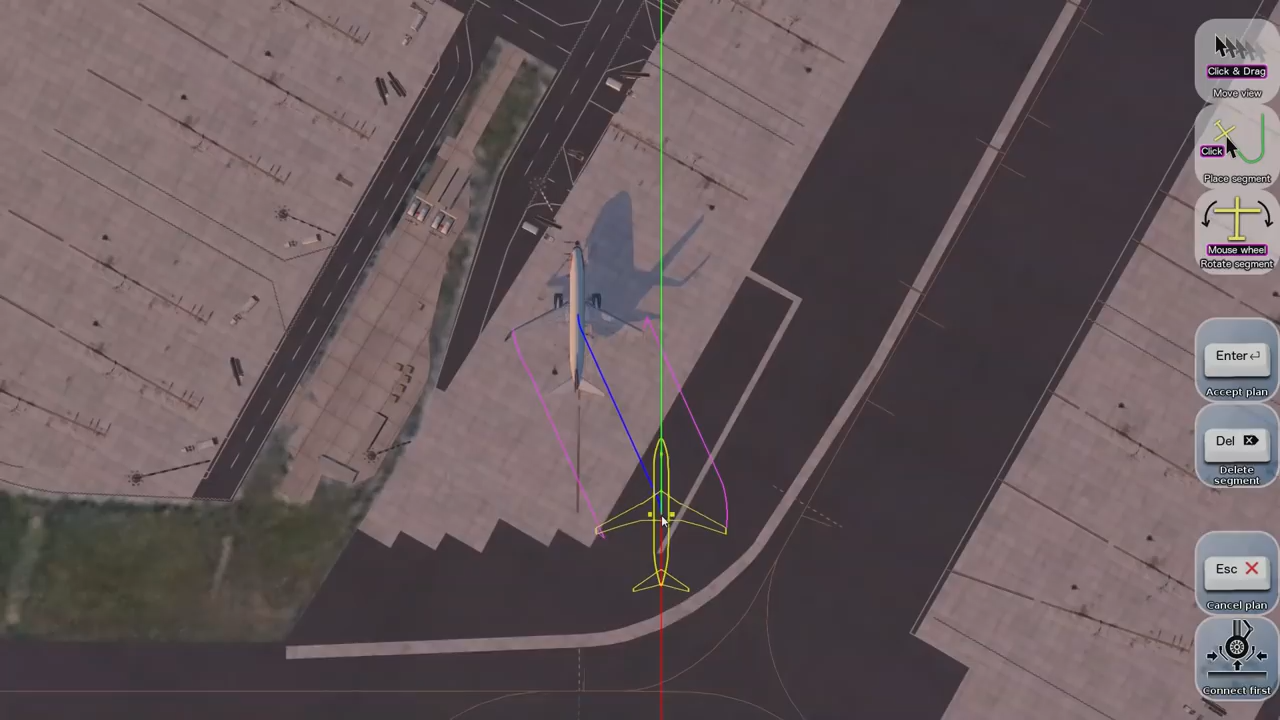 Click & Drag
Move view
Click
Place segment
Mouse wheel
Rotate segment
Enter
Accept plan
Del
Delete
segment
Esc
Cancel plan
Connect first